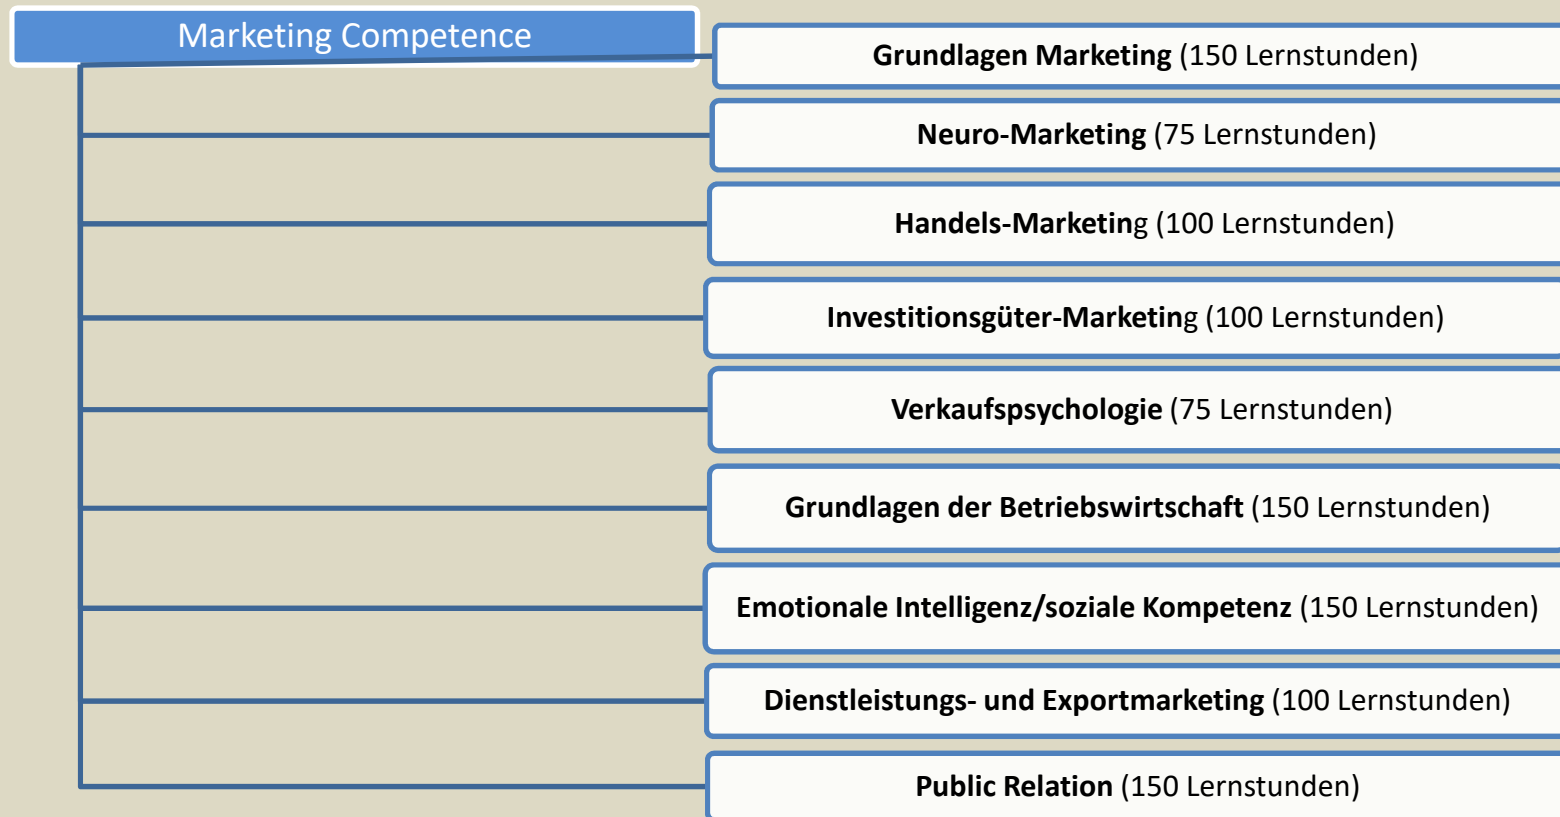 Marketing Competence
Grundlagen Marketing (150 Lernstunden)
Neuro-Marketing (75 Lernstunden)
Handels-Marketing (100 Lernstunden)
Investitionsgüter-Marketing (100 Lernstunden)
Verkaufspsychologie (75 Lernstunden)
Grundlagen der Betriebswirtschaft (150 Lernstunden)
Emotionale Intelligenz/soziale Kompetenz (150 Lernstunden)
Dienstleistungs- und Exportmarketing (100 Lernstunden)
Public Relation (150 Lernstunden)